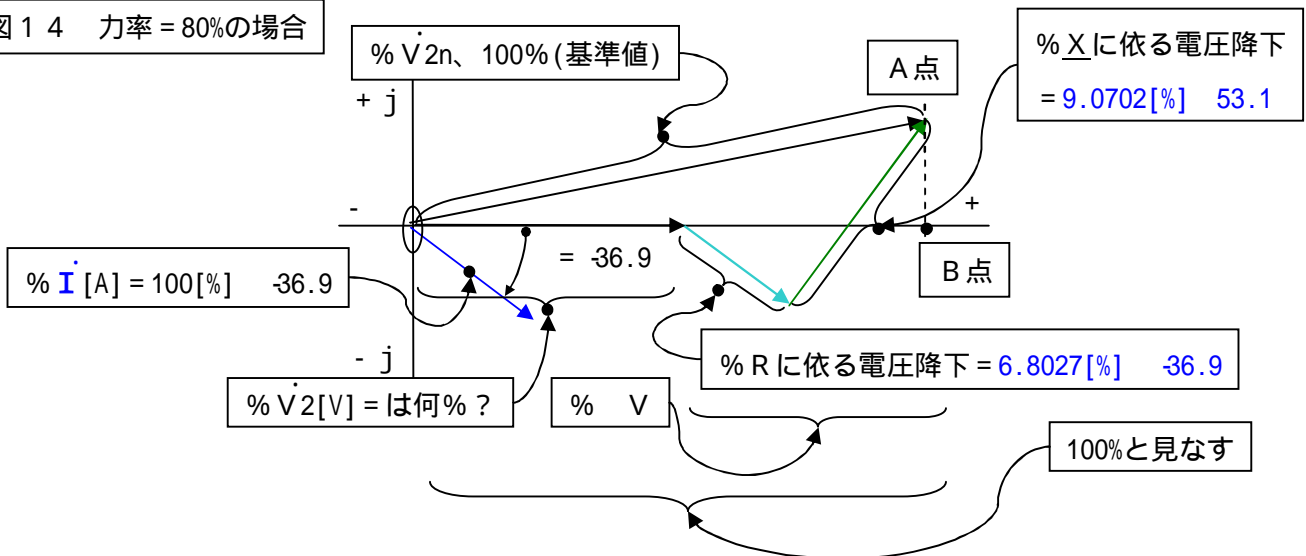 図14 力率=80%の場合
%V̇2n、100%(基準値)
A点
%Xに依る電圧降下
=9.0702[%] 53.1
+j
-
+
= -36.9
B点
%İ[A]=100[%] -36.9
-j
%Rに依る電圧降下=6.8027[%] -36.9
%V̇2[V]=は何%?
% V
100%と見なす